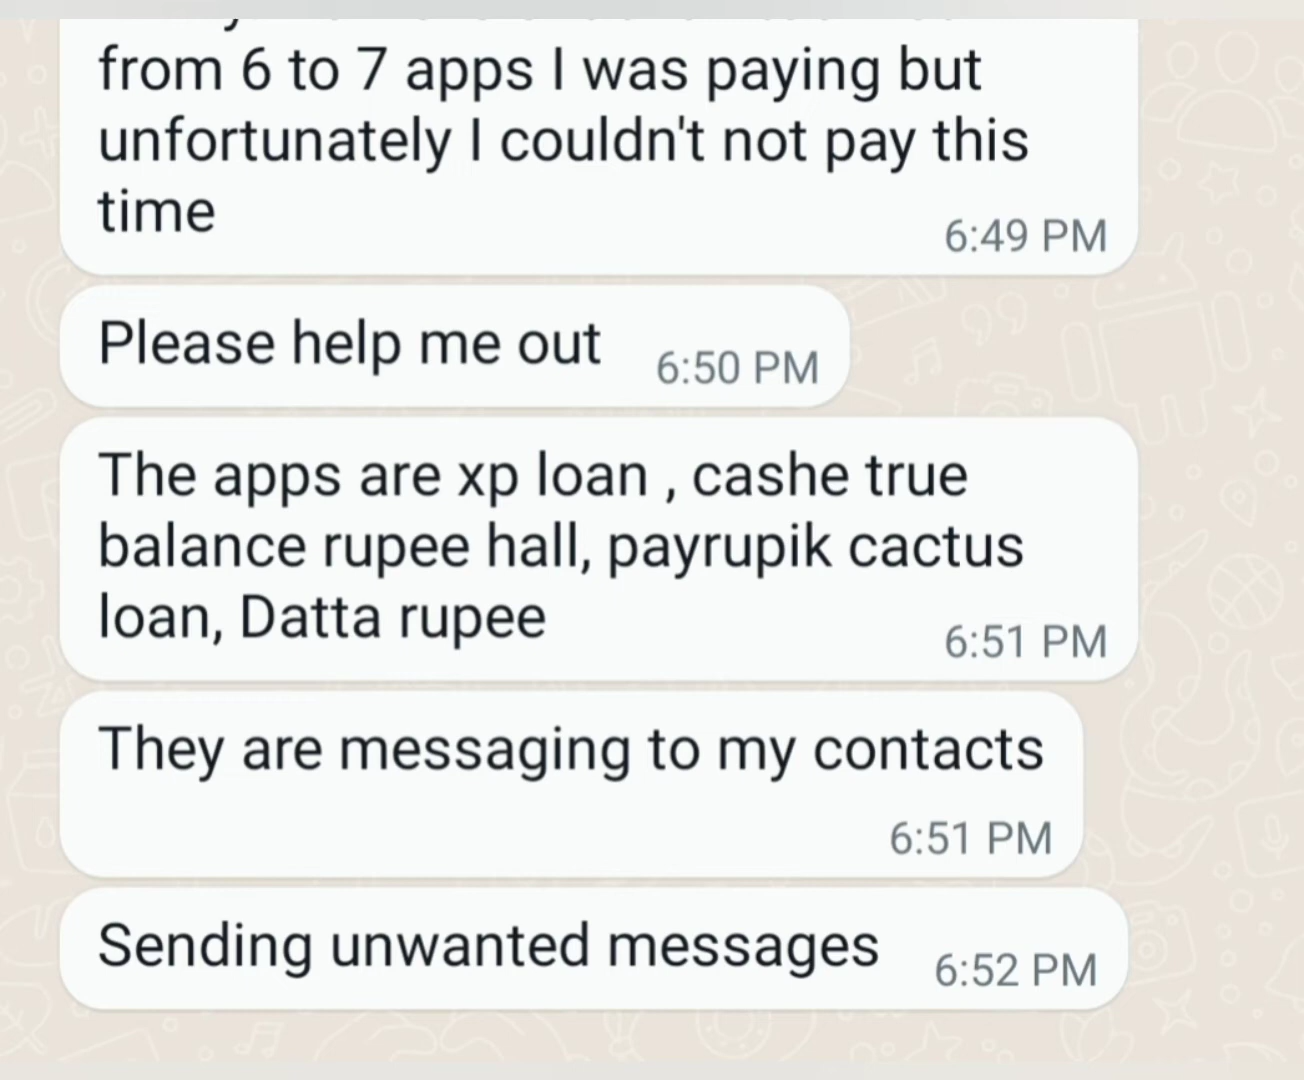 from 6 to 7 apps I was paying but
unfortunately I couldn't not pay this
time
6:49 PM
Please help me out
6:50 PM
The apps are xp loan , cashe true
balance rupee hall, payrupik cactus
loan, Datta rupee
6:51 PM
They are messaging to my contacts
6:51 PM
Sending unwanted messages
6:52 PM